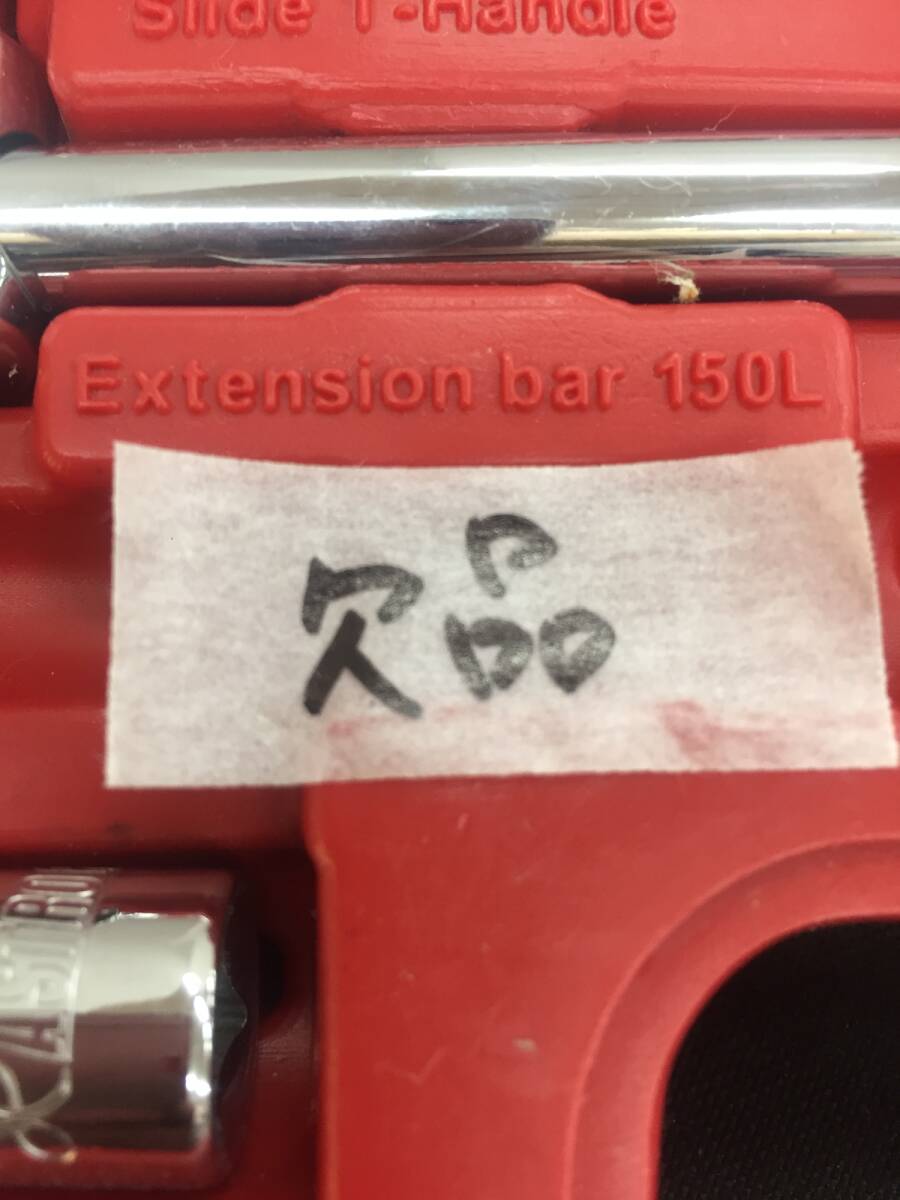 Slide T-Handle
Extension bar 150L
欠品